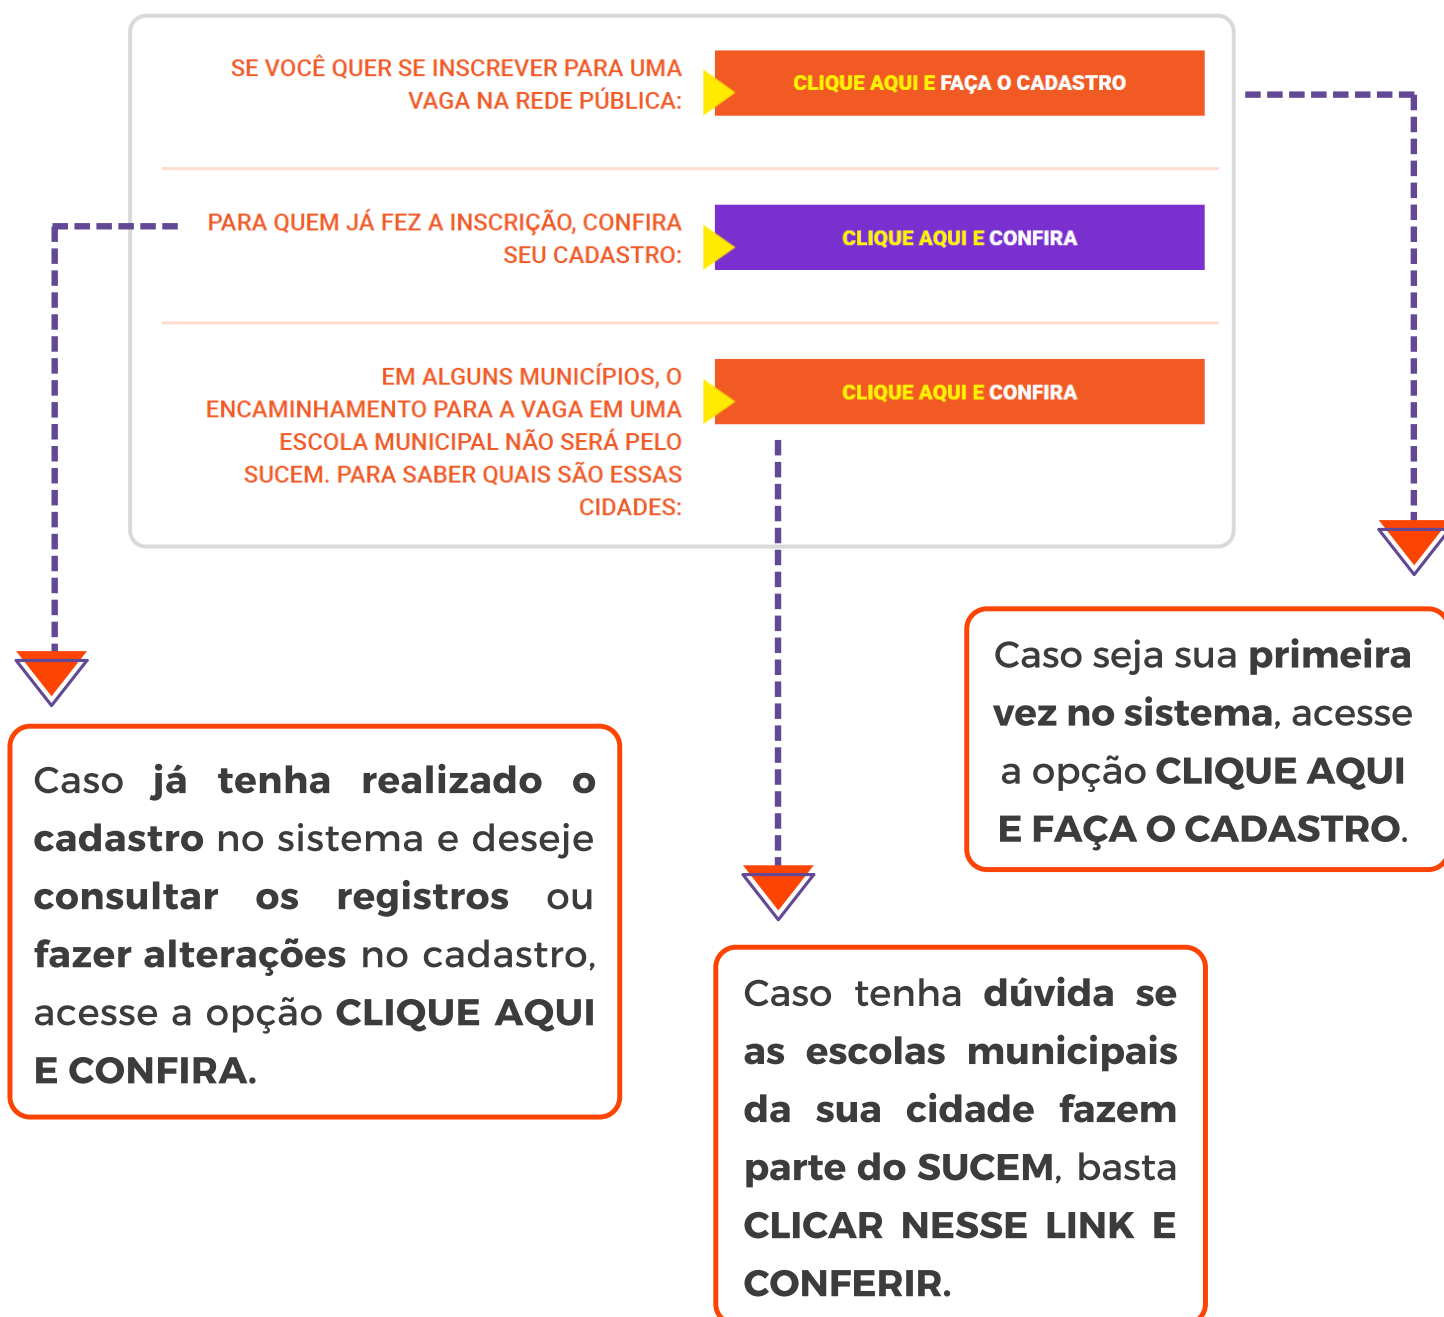 SE VOCÊ QUER SE INSCREVER PARA UMA
VAGA NA REDE PÚBLICA:
CLIQUE AQUI E FAÇA O CADASTRO
PARA QUEM JÁ FEZ A INSCRIÇÃO, CONFIRA
SEU CADASTRO:
CLIQUE AQUI E CONFIRA
EM ALGUNS MUNICÍPIOS, O
ENCAMINHAMENTO PARA A VAGA EM UMA
ESCOLA MUNICIPAL NÃO SERÁ PELO
SUCEM. PARA SABER QUAIS SÃO ESSAS
CIDADES:
CLIQUE AQUI E CONFIRA
Caso seja sua primeira
vez no sistema, acesse
a opção CLIQUE AQUI
E FAÇA O CADASTRO.
Caso já tenha realizado o
cadastro no sistema e deseje
consultar os registros ou
fazer alterações no cadastro,
acesse a opção CLIQUE AQUI
E CONFIRA.
Caso tenha dúvida se
as escolas municipais
da sua cidade fazem
parte do SUCEM, basta
CLICAR NESSE LINK E
CONFERIR.